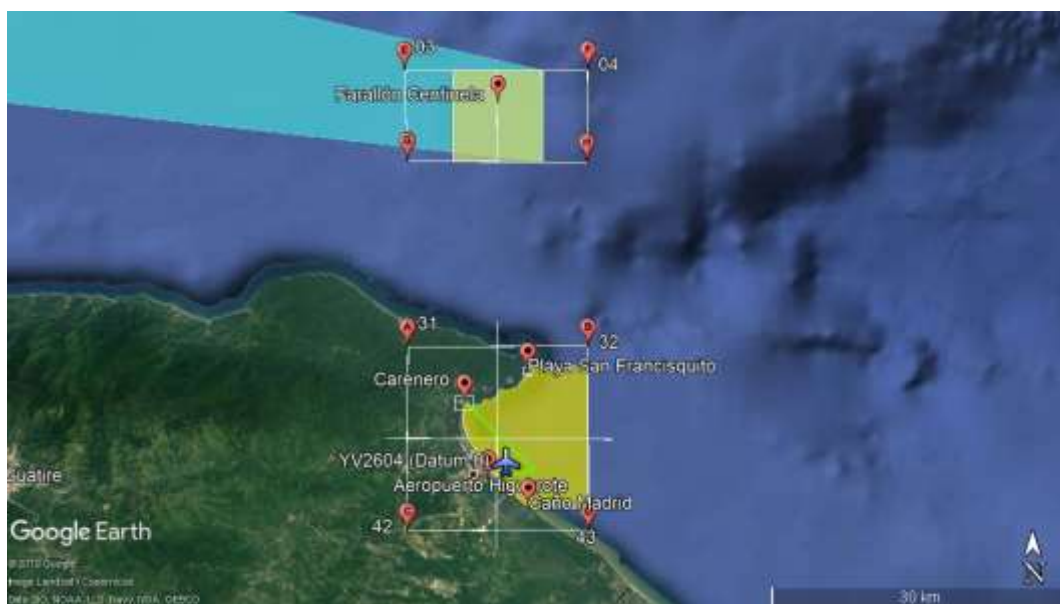 03
04
Farallón Centinela
31
32
Playa San Francisquito
Carenero
YV2604 (Datum
Aeropuerto Higuerote
Caño Madrid
Guatire
42
43
Google Earth
30 km
N
A
B
C